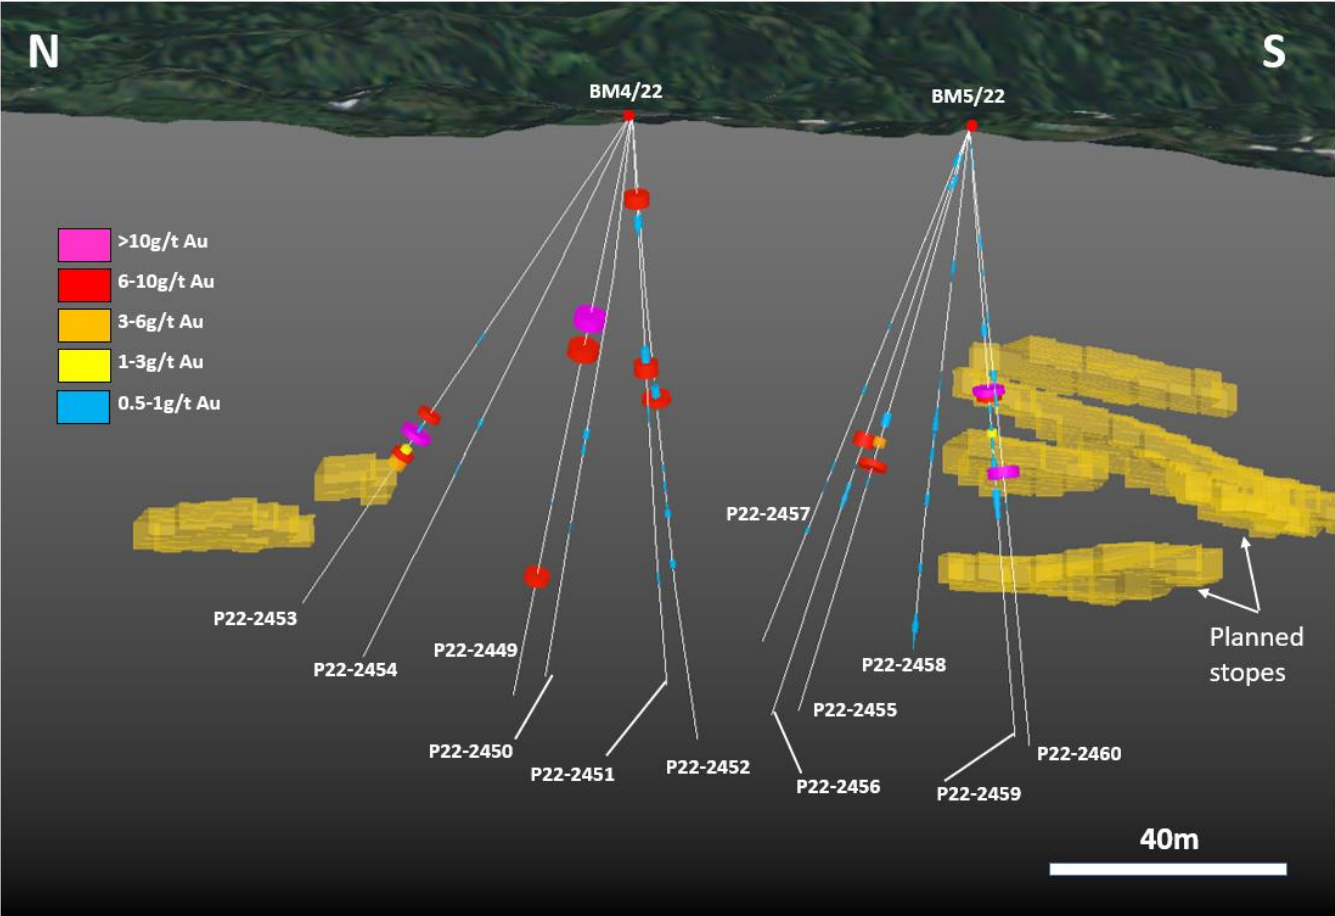 N
S
BM4/22
BM5/22
>10g/t Au
6-10g/t Au
3-6g/t Au
1-3g/t Au
0.5-1g/t Au
P22-2457
P22-2453
P22-2454
P22-2449
P22-2458
Planned
stopes
P22-2455
P22-2450
P22-2451
P22-2452
P22-2456
P22-2459
P22-2460
40m